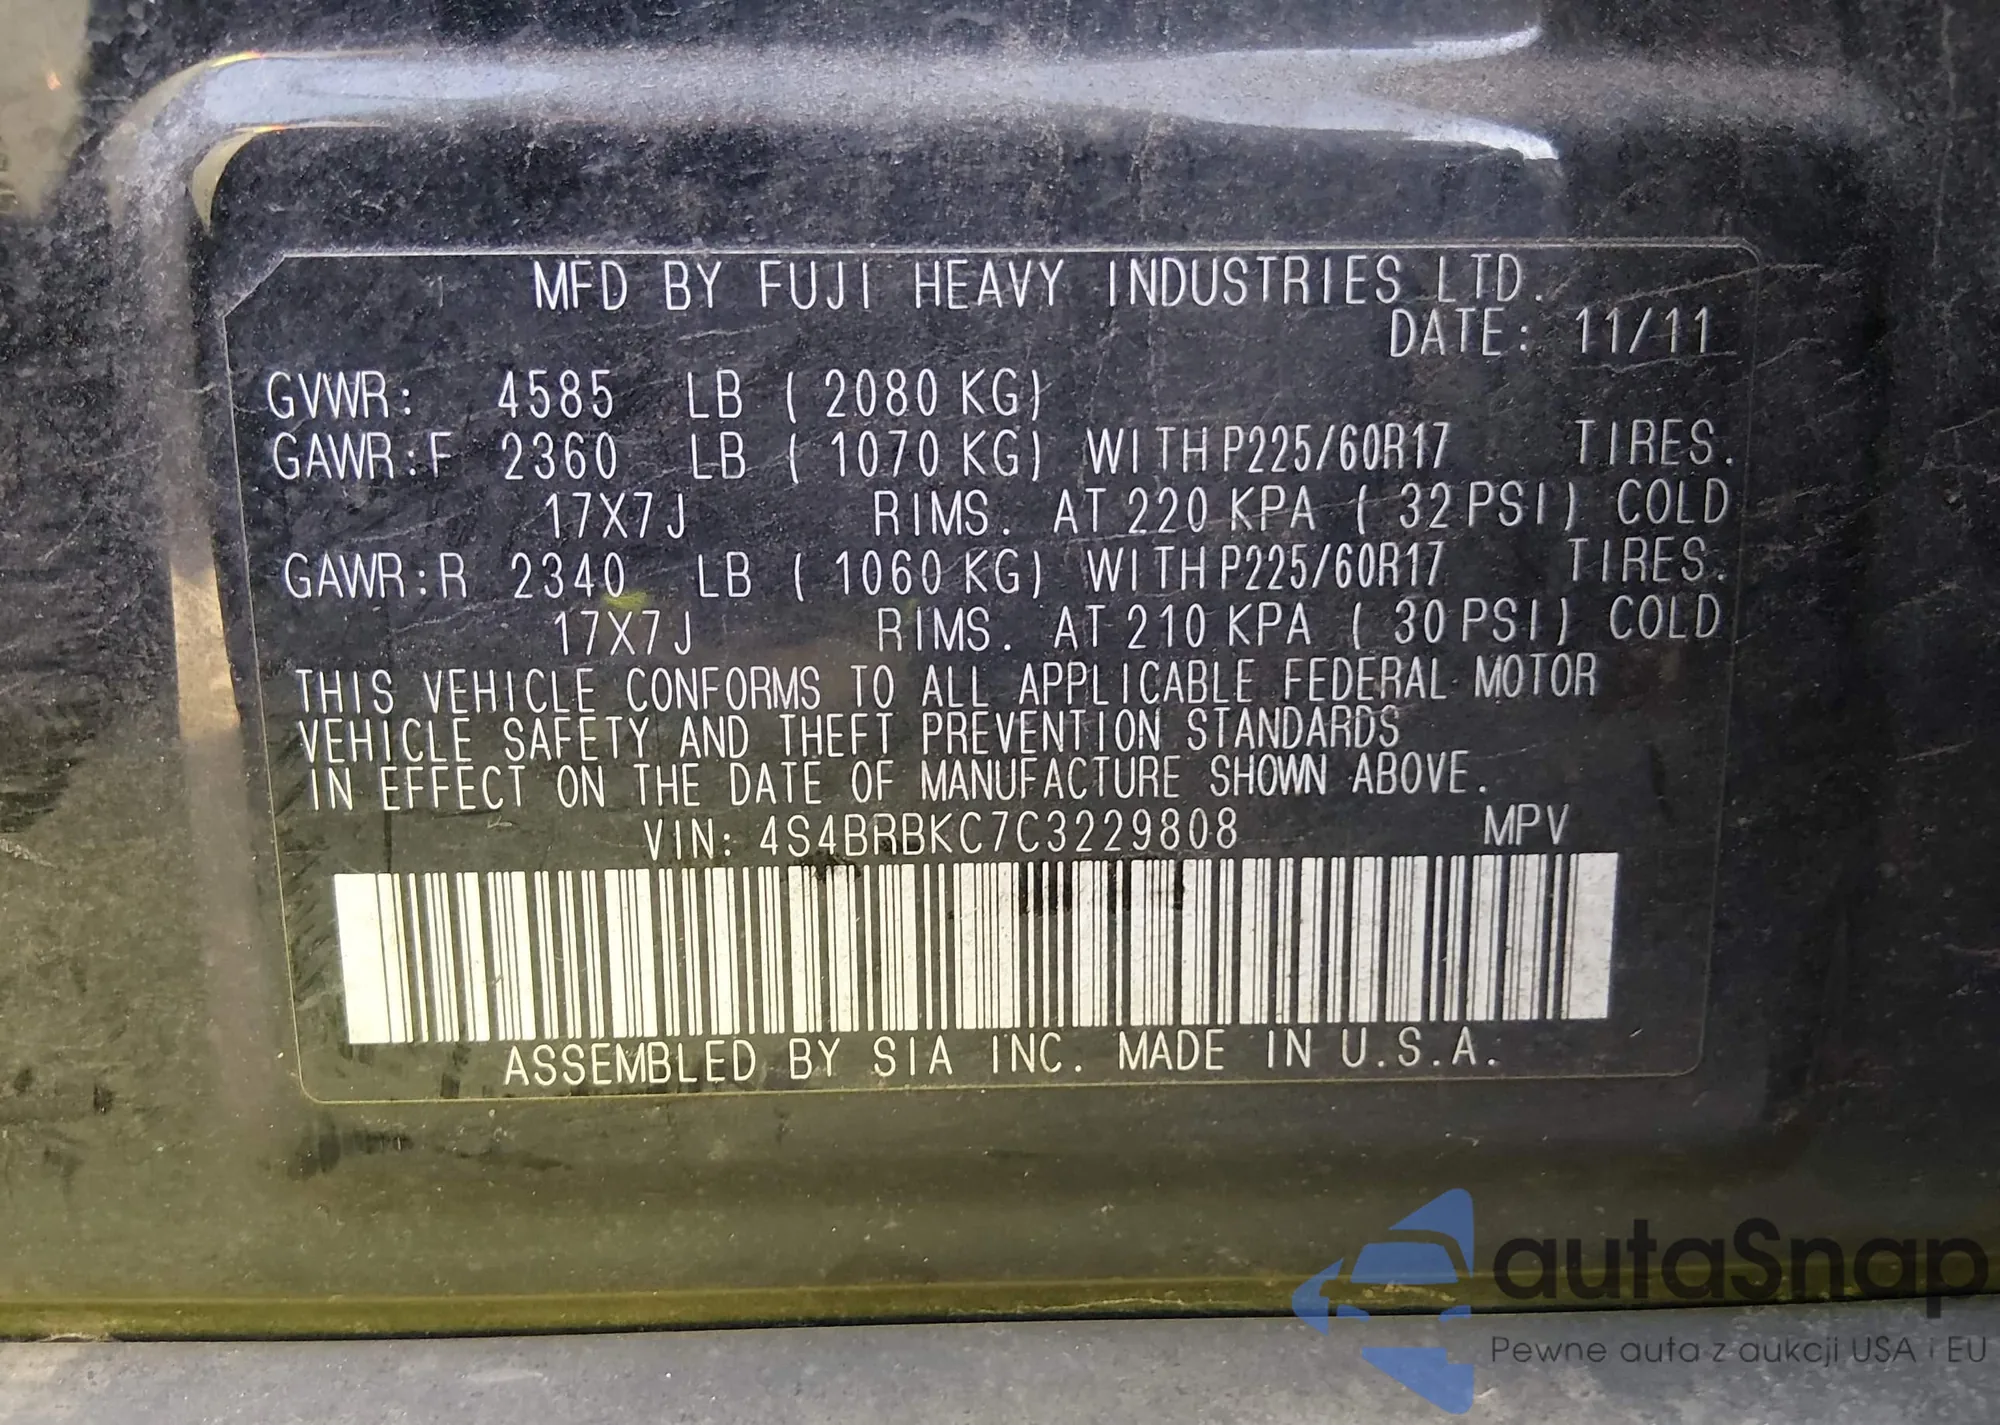 MFD BY FUJI HEAVY INDUSTRIES LTD.
DATE: 11/11
GVWR: 4585 LB ( 2080 KG)
GAWR:F 2360 LB ( 1070 KG) WITH P225/60R17 TIRES.
17X7J RIMS. AT 220 KPA ( 32 PSI) COLD
GAWR:R 2340 LB ( 1060 KG) WITH P225/60R17 TIRES.
17X7J RIMS. AT 210 KPA ( 30 PSI) COLD
THIS VEHICLE CONFORMS TO ALL APPLICABLE FEDERAL MOTOR
VEHICLE SAFETY AND THEFT PREVENTION STANDARDS
IN EFFECT ON THE DATE OF MANUFACTURE SHOWN ABOVE.
VIN: 4S4BRBKC7C3229808 MPV
ASSEMBLED BY SIA INC. MADE IN U.S.A.
autaSnap
Pewne auta z aukcji USA i EU